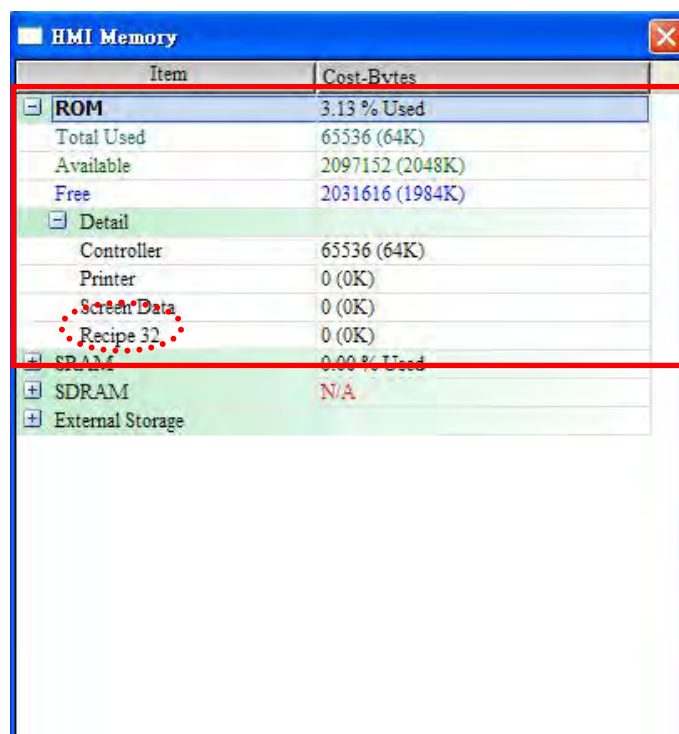 HMI Memory
Item Cost-Bytes
ROM 3.13 % Used
Total Used 65536 (64K)
Available 2097152 (2048K)
Free 2031616 (1984K)
Detail
Controller 65536 (64K)
Printer 0 (0K)
Screen Data 0 (0K)
Recipe 32 0 (0K)
SRAM 0.00 % Used
SDRAM N/A
External Storage